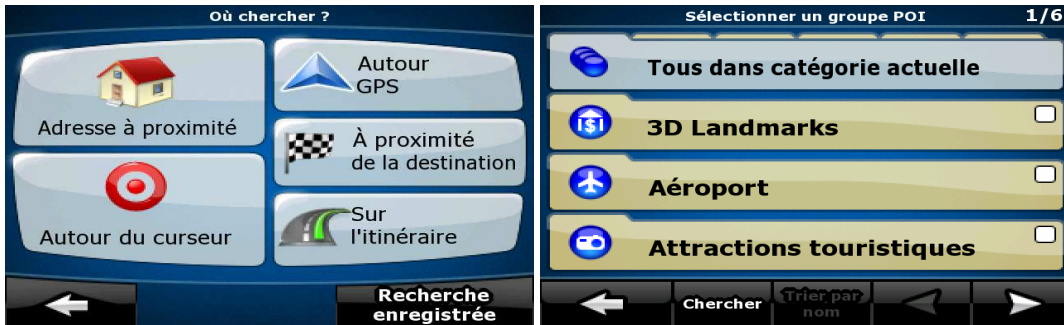 Où chercher ?
Adresse à proximité
Autour du curseur
Autour
GPS
À proximité
de la destination
Sur
l'itinéraire
Recherche
enregistrée
Sélectionner un groupe POI
1/6
Tous dans catégorie actuelle
3D Landmarks
Aéroport
Attractions touristiques
Chercher
Trier par
nom